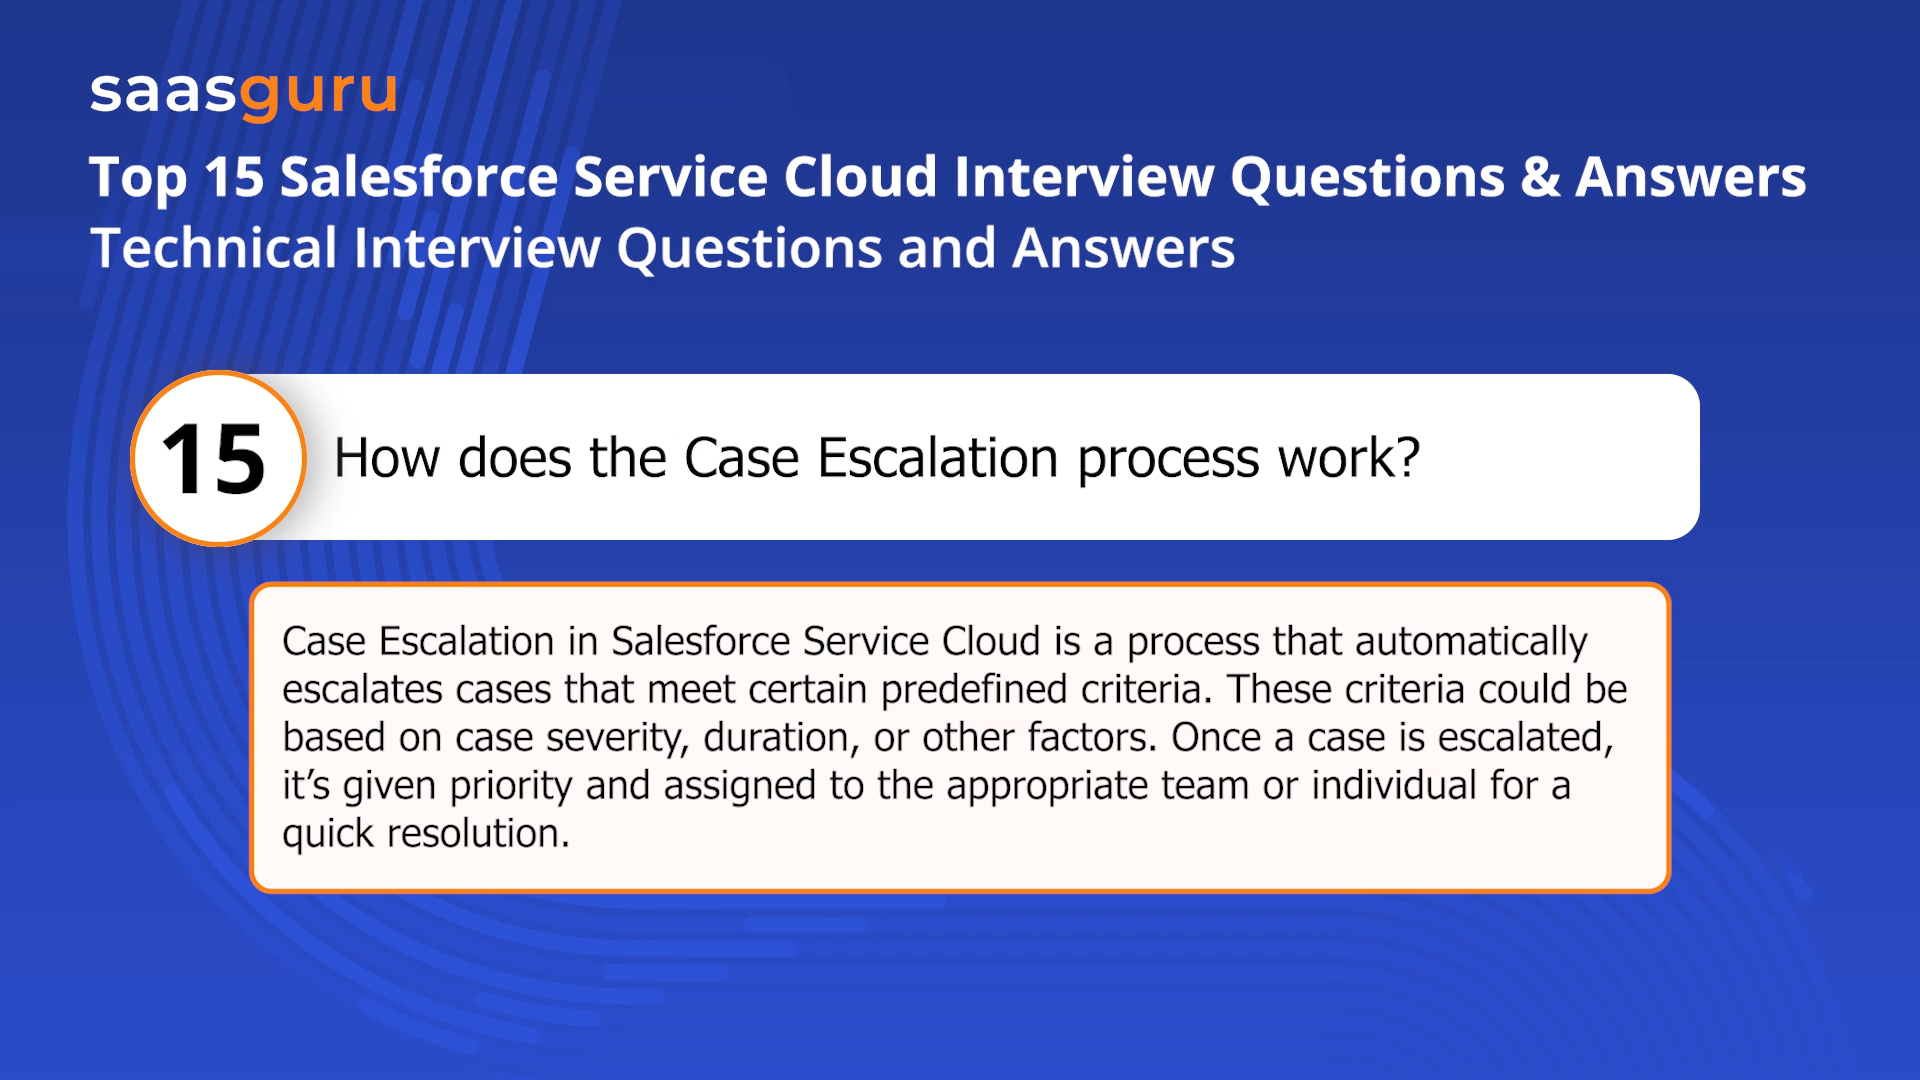 saasguru
Top 15 Salesforce Service Cloud Interview Questions & Answers
Technical Interview Questions and Answers
15
How does the Case Escalation process work?
Case Escalation in Salesforce Service Cloud is a process that automatically
escalates cases that meet certain predefined criteria. These criteria could be
based on case severity, duration, or other factors. Once a case is escalated,
it’s given priority and assigned to the appropriate team or individual for a
quick resolution.